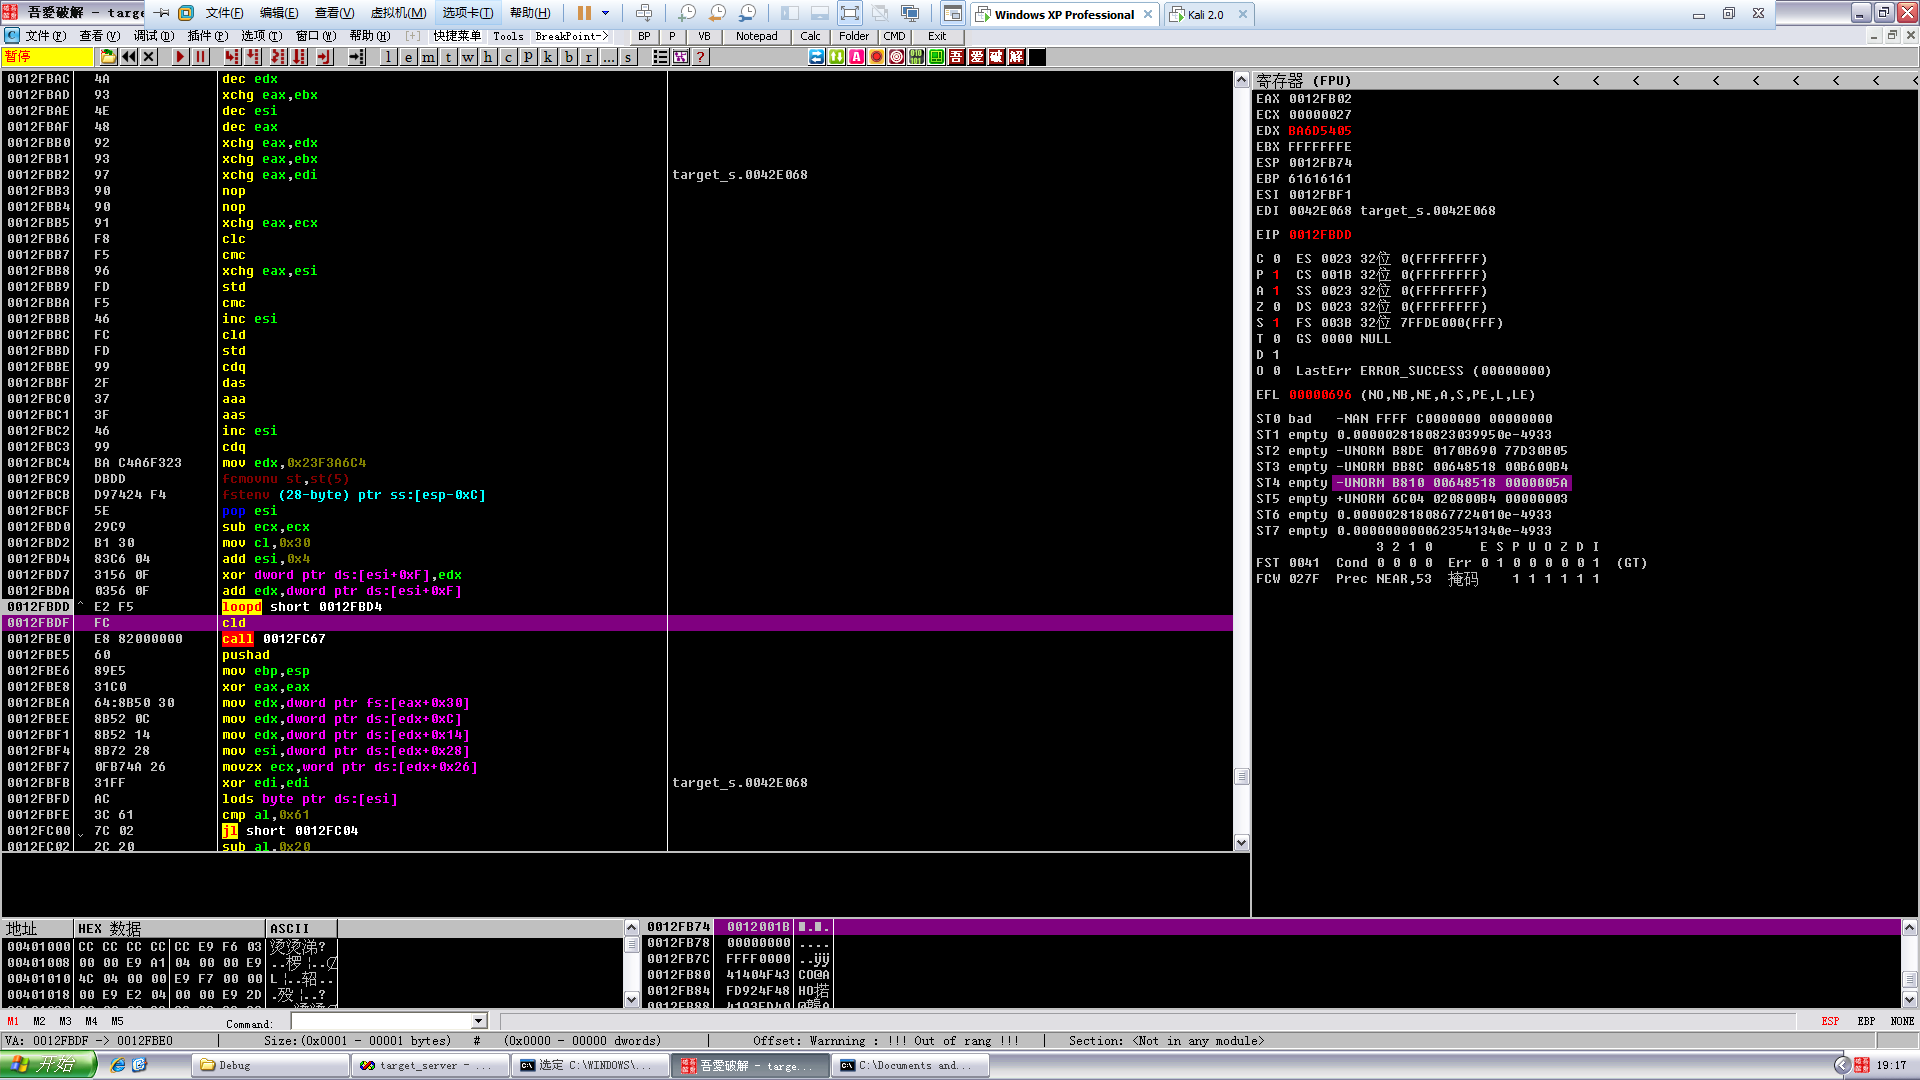 吾爱破解 - targe 文件(F) 编辑(E) 查看(V) 虚拟机(M) 选项卡(T) 帮助(H) Windows XP Professional × Kali 2.0 ×
C 文件(F) 查看(V) 调试(D) 插件(P) 选项(T) 窗口(W) 帮助(H) [+] 快捷菜单 Tools BreakPoint-> BP P VB Notepad Calc Folder CMD Exit
暂停 l e m t w h c p k b r ... s ? 吾 爱 破 解
0012FBAC 4A dec edx
0012FBAD 93 xchg eax,ebx
0012FBAE 4E dec esi
0012FBAF 48 dec eax
0012FBB0 92 xchg eax,edx
0012FBB1 93 xchg eax,ebx
0012FBB2 97 xchg eax,edi target_s.0042E068
0012FBB3 90 nop
0012FBB4 90 nop
0012FBB5 91 xchg eax,ecx
0012FBB6 F8 clc
0012FBB7 F5 cmc
0012FBB8 96 xchg eax,esi
0012FBB9 FD std
0012FBBA F5 cmc
0012FBBB 46 inc esi
0012FBBC FC cld
0012FBBD FD std
0012FBBE 99 cdq
0012FBBF 2F das
0012FBC0 37 aaa
0012FBC1 3F aas
0012FBC2 46 inc esi
0012FBC3 99 cdq
0012FBC4 BA C4A6F323 mov edx,0x23F3A6C4
0012FBC9 DBDD fcmovnu st,st(5)
0012FBCB D97424 F4 fstenv (28-byte) ptr ss:[esp-0xC]
0012FBCF 5E pop esi
0012FBD0 29C9 sub ecx,ecx
0012FBD2 B1 30 mov cl,0x30
0012FBD4 83C6 04 add esi,0x4
0012FBD7 3156 0F xor dword ptr ds:[esi+0xF],edx
0012FBDA 0356 0F add edx,dword ptr ds:[esi+0xF]
0012FBDD ^ E2 F5 loopd short 0012FBD4
0012FBDF FC cld
0012FBE0 E8 82000000 call 0012FC67
0012FBE5 60 pushad
0012FBE6 89E5 mov ebp,esp
0012FBE8 31C0 xor eax,eax
0012FBEA 64:8B50 30 mov edx,dword ptr fs:[eax+0x30]
0012FBEE 8B52 0C mov edx,dword ptr ds:[edx+0xC]
0012FBF1 8B52 14 mov edx,dword ptr ds:[edx+0x14]
0012FBF4 8B72 28 mov esi,dword ptr ds:[edx+0x28]
0012FBF7 0FB74A 26 movzx ecx,word ptr ds:[edx+0x26]
0012FBFB 31FF xor edi,edi target_s.0042E068
0012FBFD AC lods byte ptr ds:[esi]
0012FBFE 3C 61 cmp al,0x61
0012FC00 7C 02 jl short 0012FC04
0012FC02 2C 20 sub al,0x20
寄存器 (FPU) < < < < < < < < < <
EAX 0012FB02
ECX 00000027
EDX BA6D5405
EBX FFFFFFFE
ESP 0012FB74
EBP 61616161
ESI 0012FBF1
EDI 0042E068 target_s.0042E068
EIP 0012FBDD
C 0 ES 0023 32位 0(FFFFFFFF)
P 1 CS 001B 32位 0(FFFFFFFF)
A 1 SS 0023 32位 0(FFFFFFFF)
Z 0 DS 0023 32位 0(FFFFFFFF)
S 1 FS 003B 32位 7FFDE000(FFF)
T 0 GS 0000 NULL
D 1
O 0 LastErr ERROR_SUCCESS (00000000)
EFL 00000696 (NO,NB,NE,A,S,PE,L,LE)
ST0 bad -NAN FFFF C0000000 00000000
ST1 empty 0.0000028180823039950e-4933
ST2 empty -UNORM B8DE 0170B690 77D30B05
ST3 empty -UNORM BB8C 00648518 00B600B4
ST4 empty -UNORM B810 00648518 0000005A
ST5 empty +UNORM 6C04 020800B4 00000003
ST6 empty 0.0000028180867724010e-4933
ST7 empty 0.0000000000623541340e-4933
3 2 1 0 E S P U O Z D I
FST 0041 Cond 0 0 0 0 Err 0 1 0 0 0 0 0 1 (GT)
FCW 027F Prec NEAR,53 掩码 1 1 1 1 1 1
地址 HEX 数据 ASCII
00401000 CC CC CC CC CC E9 F6 03 烫烫涕?
00401008 00 00 E9 A1 04 00 00 E9
00401010 4C 04 00 00 E9 F7 00 00
00401018 00 E9 E2 04 00 00 E9 2D
0012FB74 0012001B
0012FB78 00000000 ....
0012FB7C FFFF0000 ..ÿÿ
0012FB80 41404F43 CO@A
0012FB84 FD924F48
0012FB88 4193FD40
M1 M2 M3 M4 M5 Command: ESP EBP NONE
VA: 0012FBDF -> 0012FBE0 Size:(0x0001 - 00001 bytes) # (0x0000 - 00000 dwords) Offset: Warnning : !!! Out of rang !!! Section: <Not in any module>
开始 Debug target_server - ... 选定 C:\WINDOWS\... 吾爱破解 - targe... C:\Documents and... 19:17